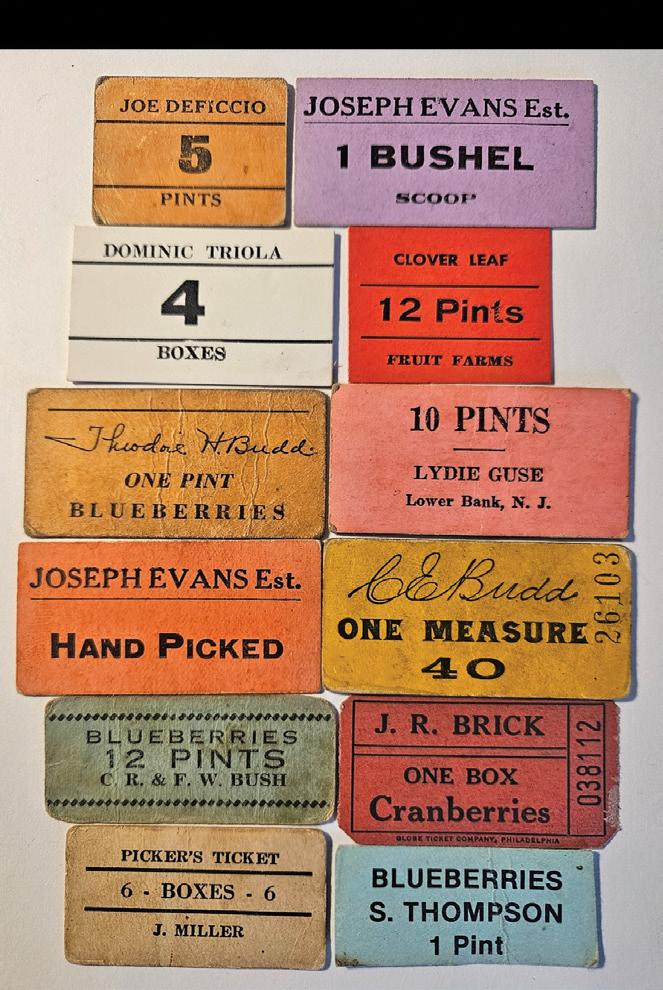 JOE DEFICCIO
5
PINTS
JOSEPH EVANS Est.
1 BUSHEL
SCOOP
DOMINIC TRIOLA
4
BOXES
CLOVER LEAF
12 Pints
FRUIT FARMS
Theodore H. Budd
ONE PINT
BLUEBERRIES
10 PINTS
LYDIE GUSE
Lower Bank, N. J.
JOSEPH EVANS Est.
HAND PICKED
C E Budd
ONE MEASURE
40
26103
BLUEBERRIES
12 PINTS
C. R. & F. W. BUSH
J. R. BRICK
ONE BOX
Cranberries
038112
GLOBE TICKET COMPANY, PHILADELPHIA
PICKER'S TICKET
6 - BOXES - 6
J. MILLER
BLUEBERRIES
S. THOMPSON
1 Pint